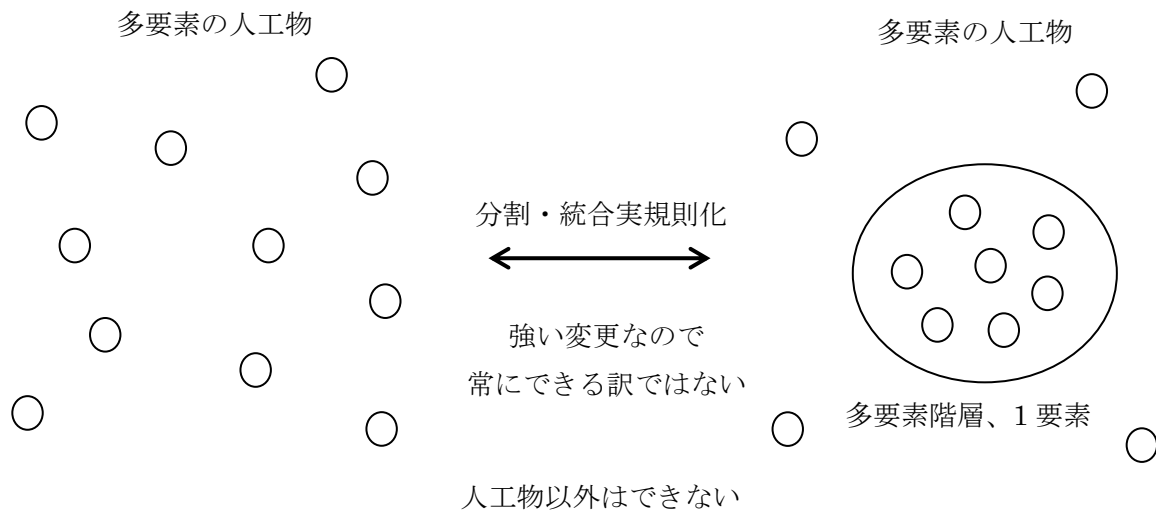 多要素の人工物
多要素の人工物
分割・統合実規則化
強い変更なので
常にできる訳ではない
多要素階層、1要素
人工物以外はできない